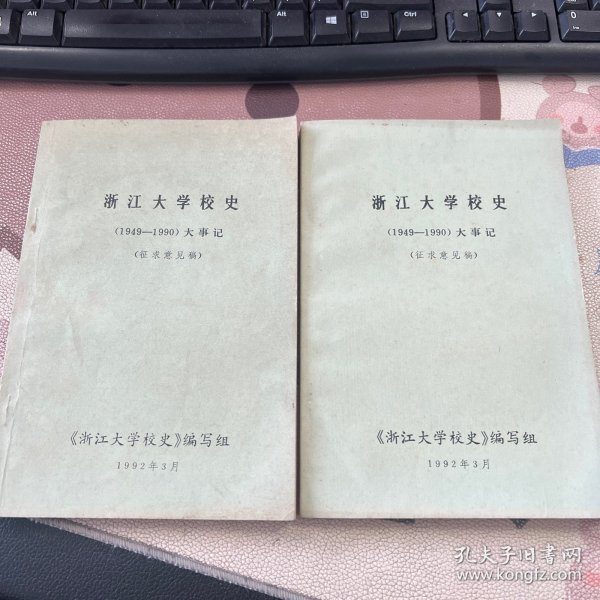 Alt
Alt
Ctrl
0
Ins
浙江大学校史
(1949—1990)大事记
(征求意见稿)
《浙江大学校史》编写组
1992年3月
浙江大学校史
(1949—1990)大事记
(征求意见稿)
《浙江大学校史》编写组
1992年3月
孔夫子旧书网
www.kongfz.com